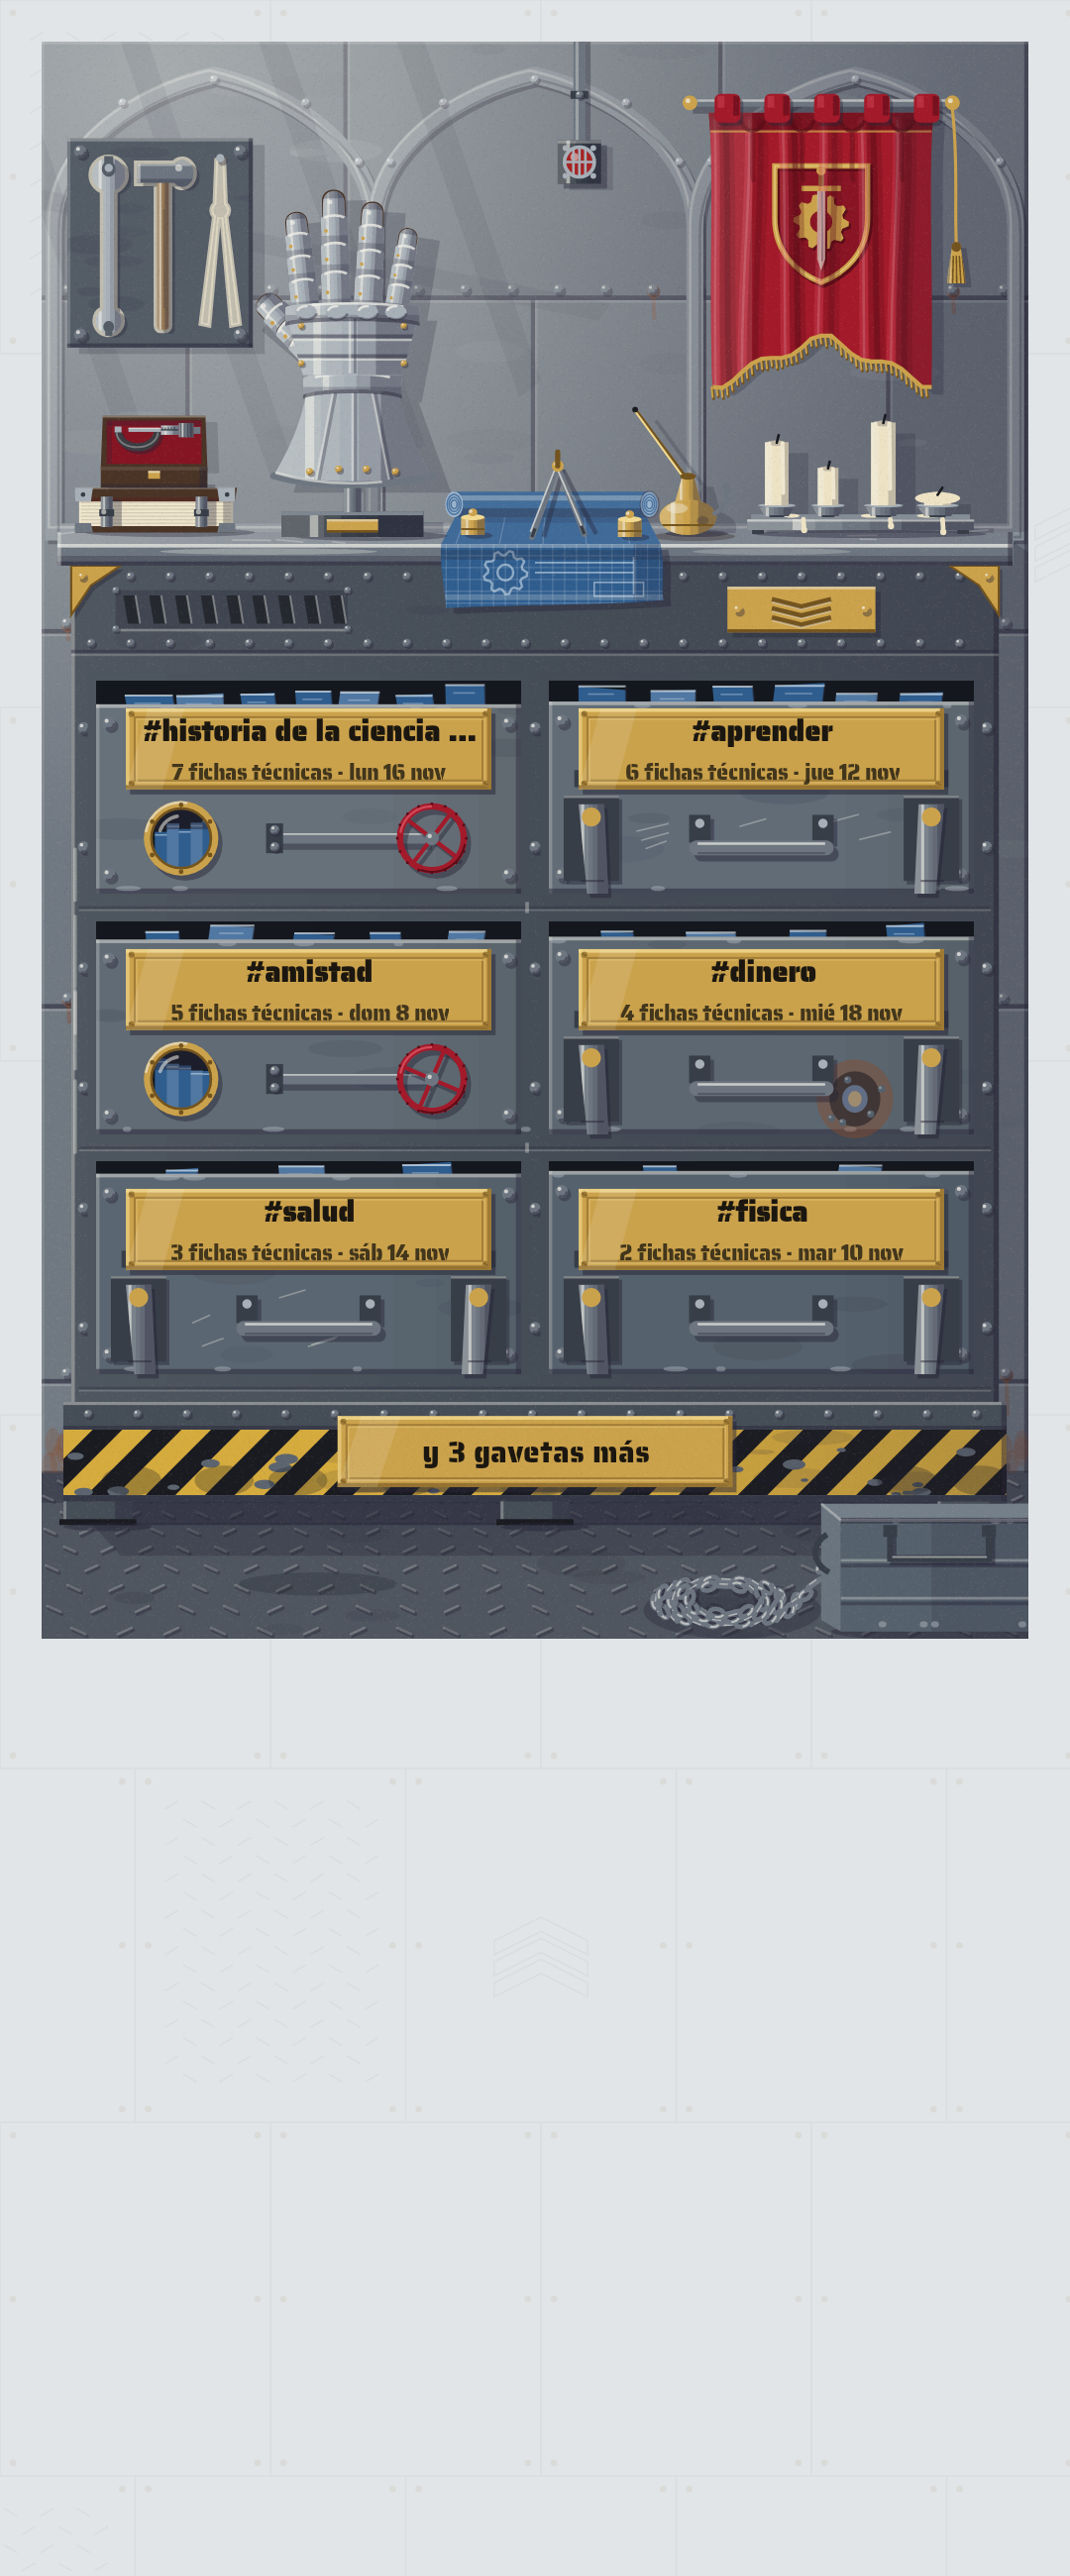 #historia de la ciencia ...
7 fichas técnicas - lun 16 nov
#aprender
6 fichas técnicas - jue 12 nov
#amistad
5 fichas técnicas - dom 8 nov
#dinero
4 fichas técnicas - mié 18 nov
#salud
3 fichas técnicas - sáb 14 nov
#fisica
2 fichas técnicas - mar 10 nov
y 3 gavetas más